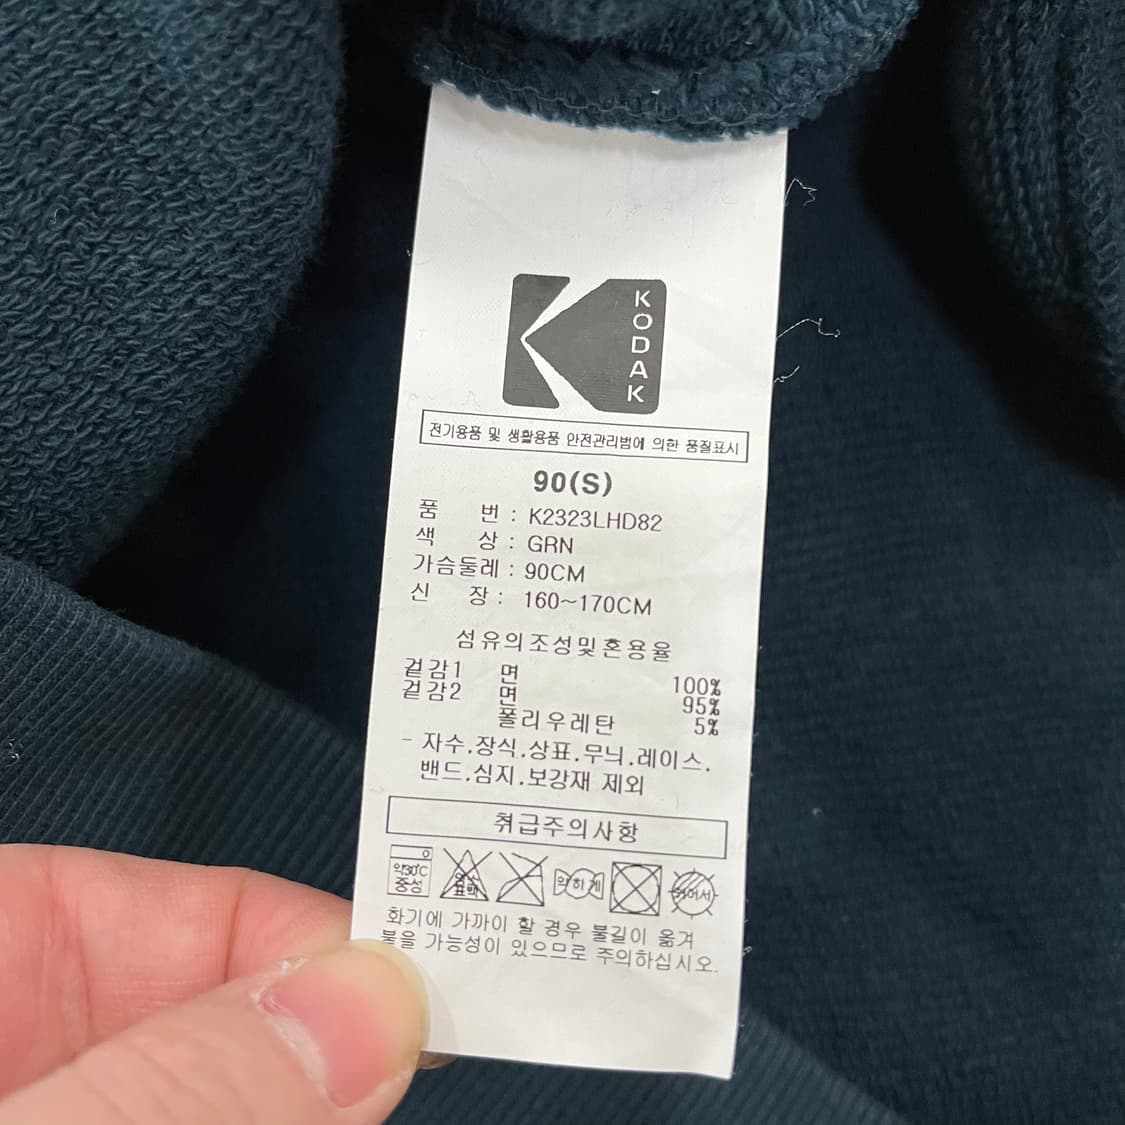 KODAK
전기용품 및 생활용품 안전관리법에 의한 품질표시
90(S)
품 번 : K2323LHD82
색 상 : GRN
가슴둘레 : 90CM
신 장 : 160~170CM
섬유의조성및혼용율
겉감1 면 100%
겉감2 면 95%
폴리우레탄 5%
- 자수.장식.상표.무늬.레이스.
밴드.심지.보강재 제외
취급주의사항
약30℃
중성
표백
약하게
화기에 가까이 할 경우 불길이 옮겨
붙을 가능성이 있으므로 주의하십시오.